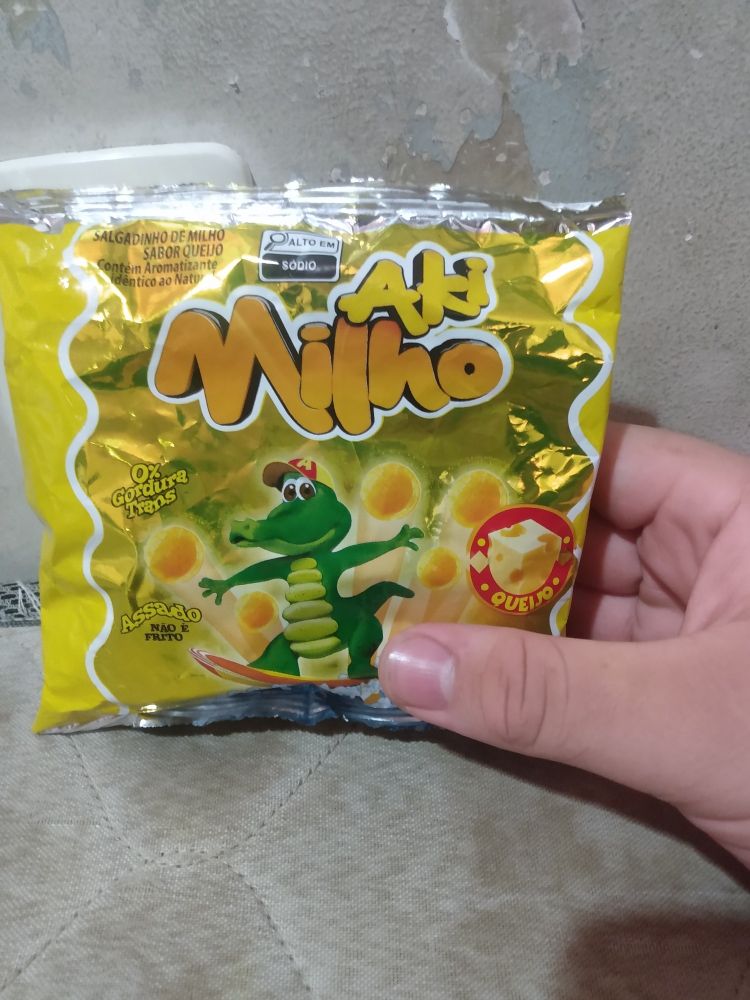 SALGADINHO DE MILHO
SABOR QUEIJO
Contém Aromatizante
Idêntico ao Natural
ALTO EM
SÓDIO
Aki
Milho
0%
Gordura
Trans
A
Assado
NÃO É
FRITO
QUEIJO